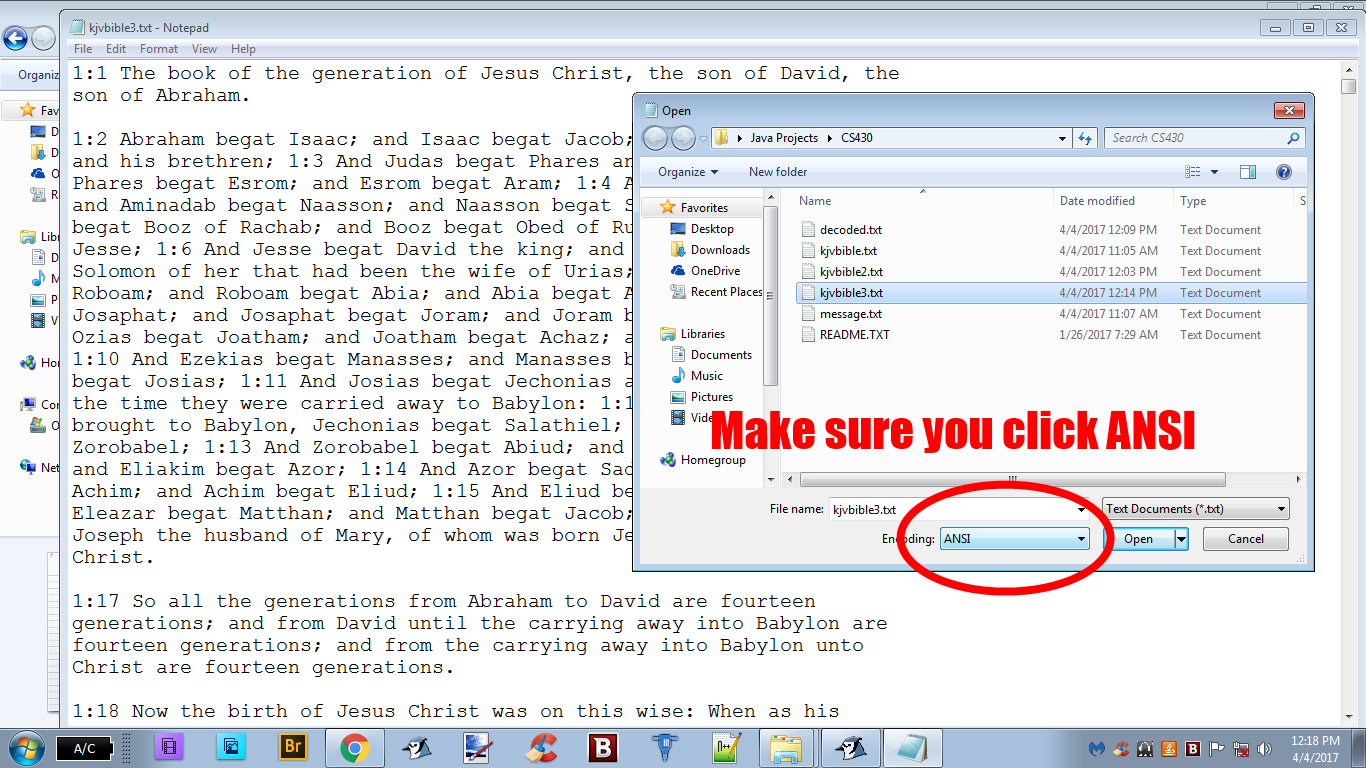 kjvbible3.txt - Notepad
File Edit Format View Help
Organiz
Fav
D
D
O
R
Lib
D
M
P
Vi
Ho
Co
O
Net
1:1 The book of the generation of Jesus Christ, the son of David, the
son of Abraham.
1:2 Abraham begat Isaac; and Isaac begat Jacob;
and his brethren; 1:3 And Judas begat Phares an
Phares begat Esrom; and Esrom begat Aram; 1:4 A
and Aminadab begat Naasson; and Naasson begat S
begat Booz of Rachab; and Booz begat Obed of Ru
Jesse; 1:6 And Jesse begat David the king; and
Solomon of her that had been the wife of Urias;
Roboam; and Roboam begat Abia; and Abia begat A
Josaphat; and Josaphat begat Joram; and Joram b
Ozias begat Joatham; and Joatham begat Achaz; a
1:10 And Ezekias begat Manasses; and Manasses b
begat Josias; 1:11 And Josias begat Jechonias a
the time they were carried away to Babylon: 1:1
brought to Babylon, Jechonias begat Salathiel;
Zorobabel; 1:13 And Zorobabel begat Abiud; and
and Eliakim begat Azor; 1:14 And Azor begat Sad
Achim; and Achim begat Eliud; 1:15 And Eliud be
Eleazar begat Matthan; and Matthan begat Jacob;
Joseph the husband of Mary, of whom was born Je
Christ.
1:17 So all the generations from Abraham to David are fourteen
generations; and from David until the carrying away into Babylon are
fourteen generations; and from the carrying away into Babylon unto
Christ are fourteen generations.
1:18 Now the birth of Jesus Christ was on this wise: When as his
Open
Java Projects CS430 Search CS430
Organize New folder
Favorites
Desktop
Downloads
OneDrive
Recent Places
Libraries
Documents
Music
Pictures
Vide
Homegroup
Name Date modified Type S
decoded.txt 4/4/2017 12:09 PM Text Document
kjvbible.txt 4/4/2017 11:05 AM Text Document
kjvbible2.txt 4/4/2017 12:03 PM Text Document
kjvbible3.txt 4/4/2017 12:14 PM Text Document
message.txt 4/4/2017 11:07 AM Text Document
README.TXT 1/26/2017 7:29 AM Text Document
Make sure you click ANSI
File name: kjvbible3.txt Text Documents (*.txt)
Encoding: ANSI Open Cancel
A/C
Br
B
B
12:18 PM
4/4/2017